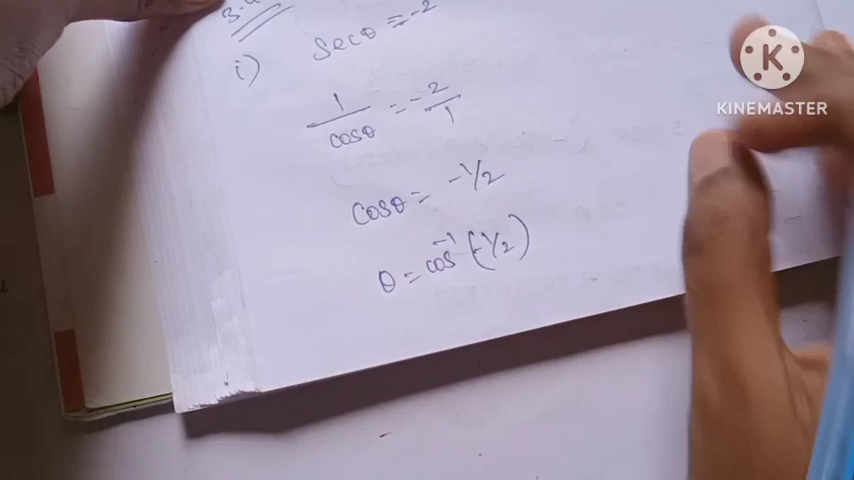 i) secθ = -2
1/cosθ = -2/1
cosθ = -1/2
θ = cos⁻¹(-1/2)
K
KINEMASTER